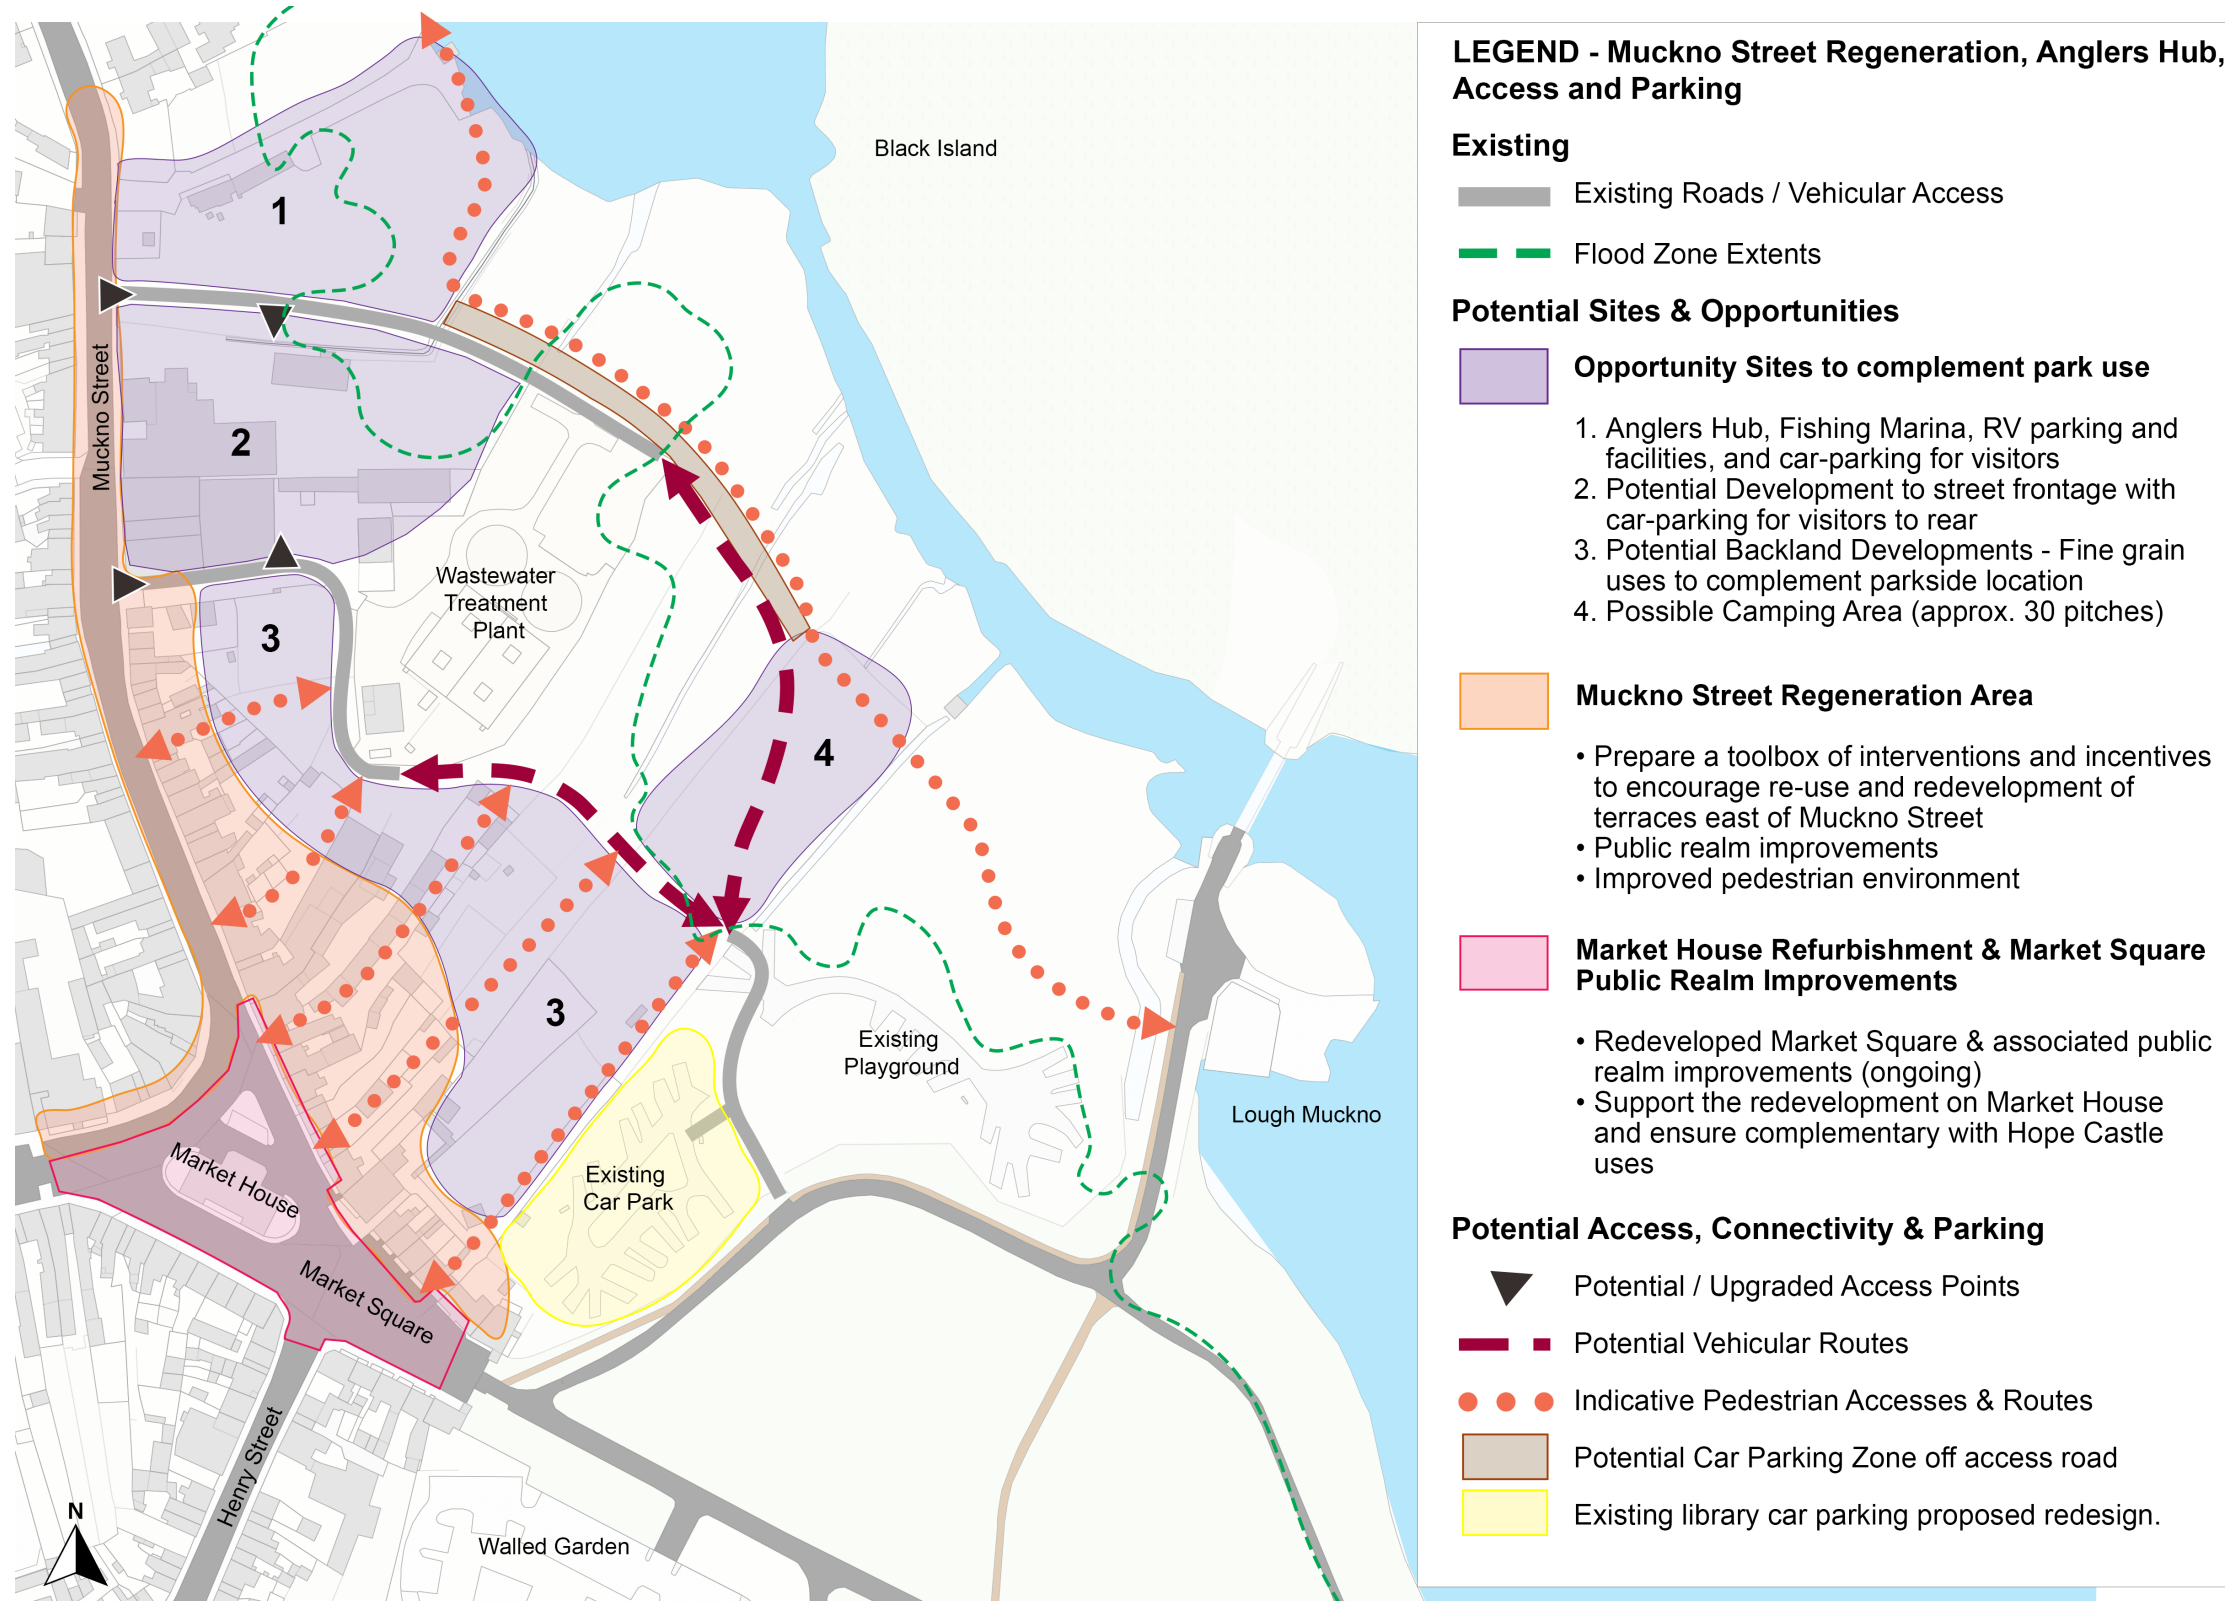 LEGEND - Muckno Street Regeneration, Anglers Hub,
Access and Parking
Existing
Existing Roads / Vehicular Access
Flood Zone Extents
Potential Sites & Opportunities
Opportunity Sites to complement park use
1. Anglers Hub, Fishing Marina, RV parking and
facilities, and car-parking for visitors
2. Potential Development to street frontage with
car-parking for visitors to rear
3. Potential Backland Developments - Fine grain
uses to complement parkside location
4. Possible Camping Area (approx. 30 pitches)
Muckno Street Regeneration Area
• Prepare a toolbox of interventions and incentives
to encourage re-use and redevelopment of
terraces east of Muckno Street
• Public realm improvements
• Improved pedestrian environment
Market House Refurbishment & Market Square
Public Realm Improvements
• Redeveloped Market Square & associated public
realm improvements (ongoing)
• Support the redevelopment on Market House
and ensure complementary with Hope Castle
uses
Potential Access, Connectivity & Parking
Potential / Upgraded Access Points
Potential Vehicular Routes
Indicative Pedestrian Accesses & Routes
Potential Car Parking Zone off access road
Existing library car parking proposed redesign.
Black Island
1
Muckno Street
2
Wastewater
Treatment
Plant
3
4
3
Existing
Playground
Lough Muckno
Market House
Existing
Car Park
Market Square
Henry Street
Walled Garden
N